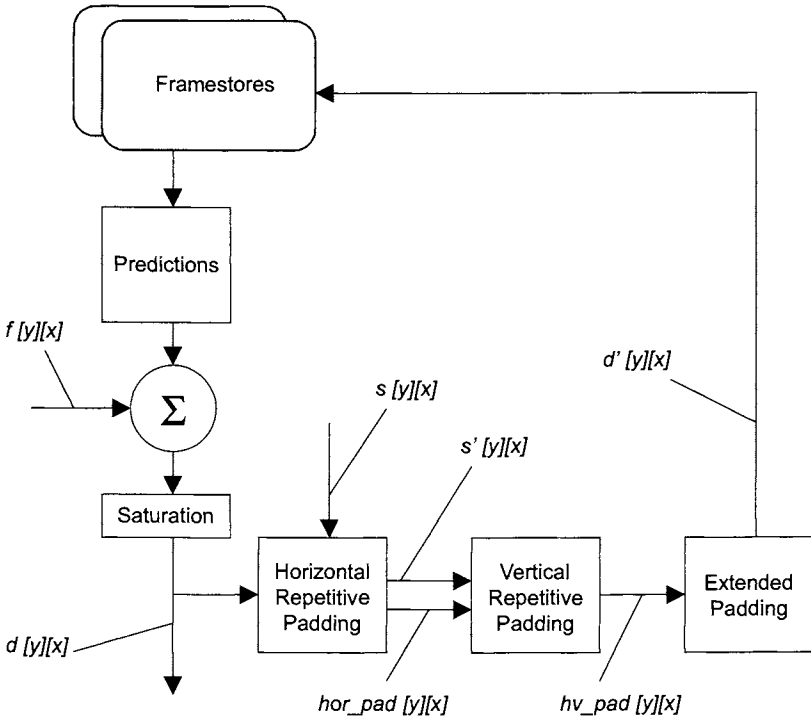 Framestores
Predictions
f [y][x]
Σ
s [y][x]
d' [y][x]
s' [y][x]
Saturation
Horizontal
Repetitive
Padding
Vertical
Repetitive
Padding
Extended
Padding
d [y][x]
hor_pad [y][x]
hv_pad [y][x]